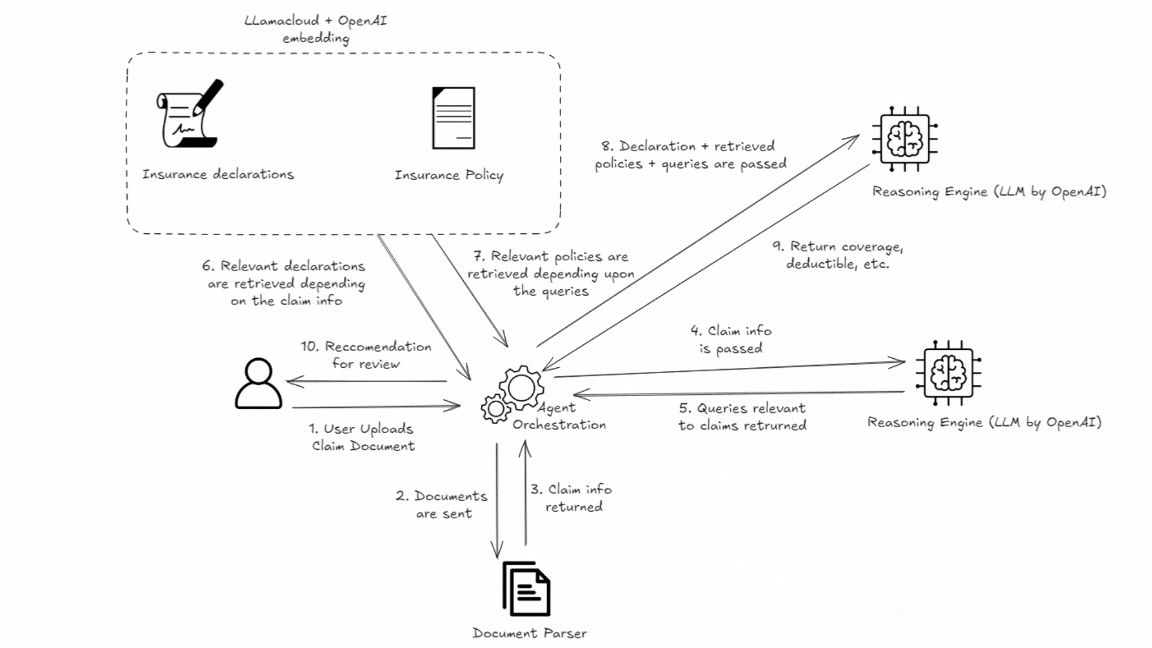 LLamacloud + OpenAI
embedding
Insurance declarations
Insurance Policy
8. Declaration + retrieved
policies + queries are passed
Reasoning Engine (LLM by OpenAI)
9. Return coverage,
deductible, etc.
6. Relevant declarations
are retrieved depending
on the claim info
7. Relevant policies are
retrieved depending upon
the queries
10. Reccomendation
for review
4. Claim info
is passed
1. User Uploads
Claim Document
Agent
Orchestration
5. Queries relevant
to claims retrurned
Reasoning Engine (LLM by OpenAI)
2. Documents
are sent
3. Claim info
returned
Document Parser